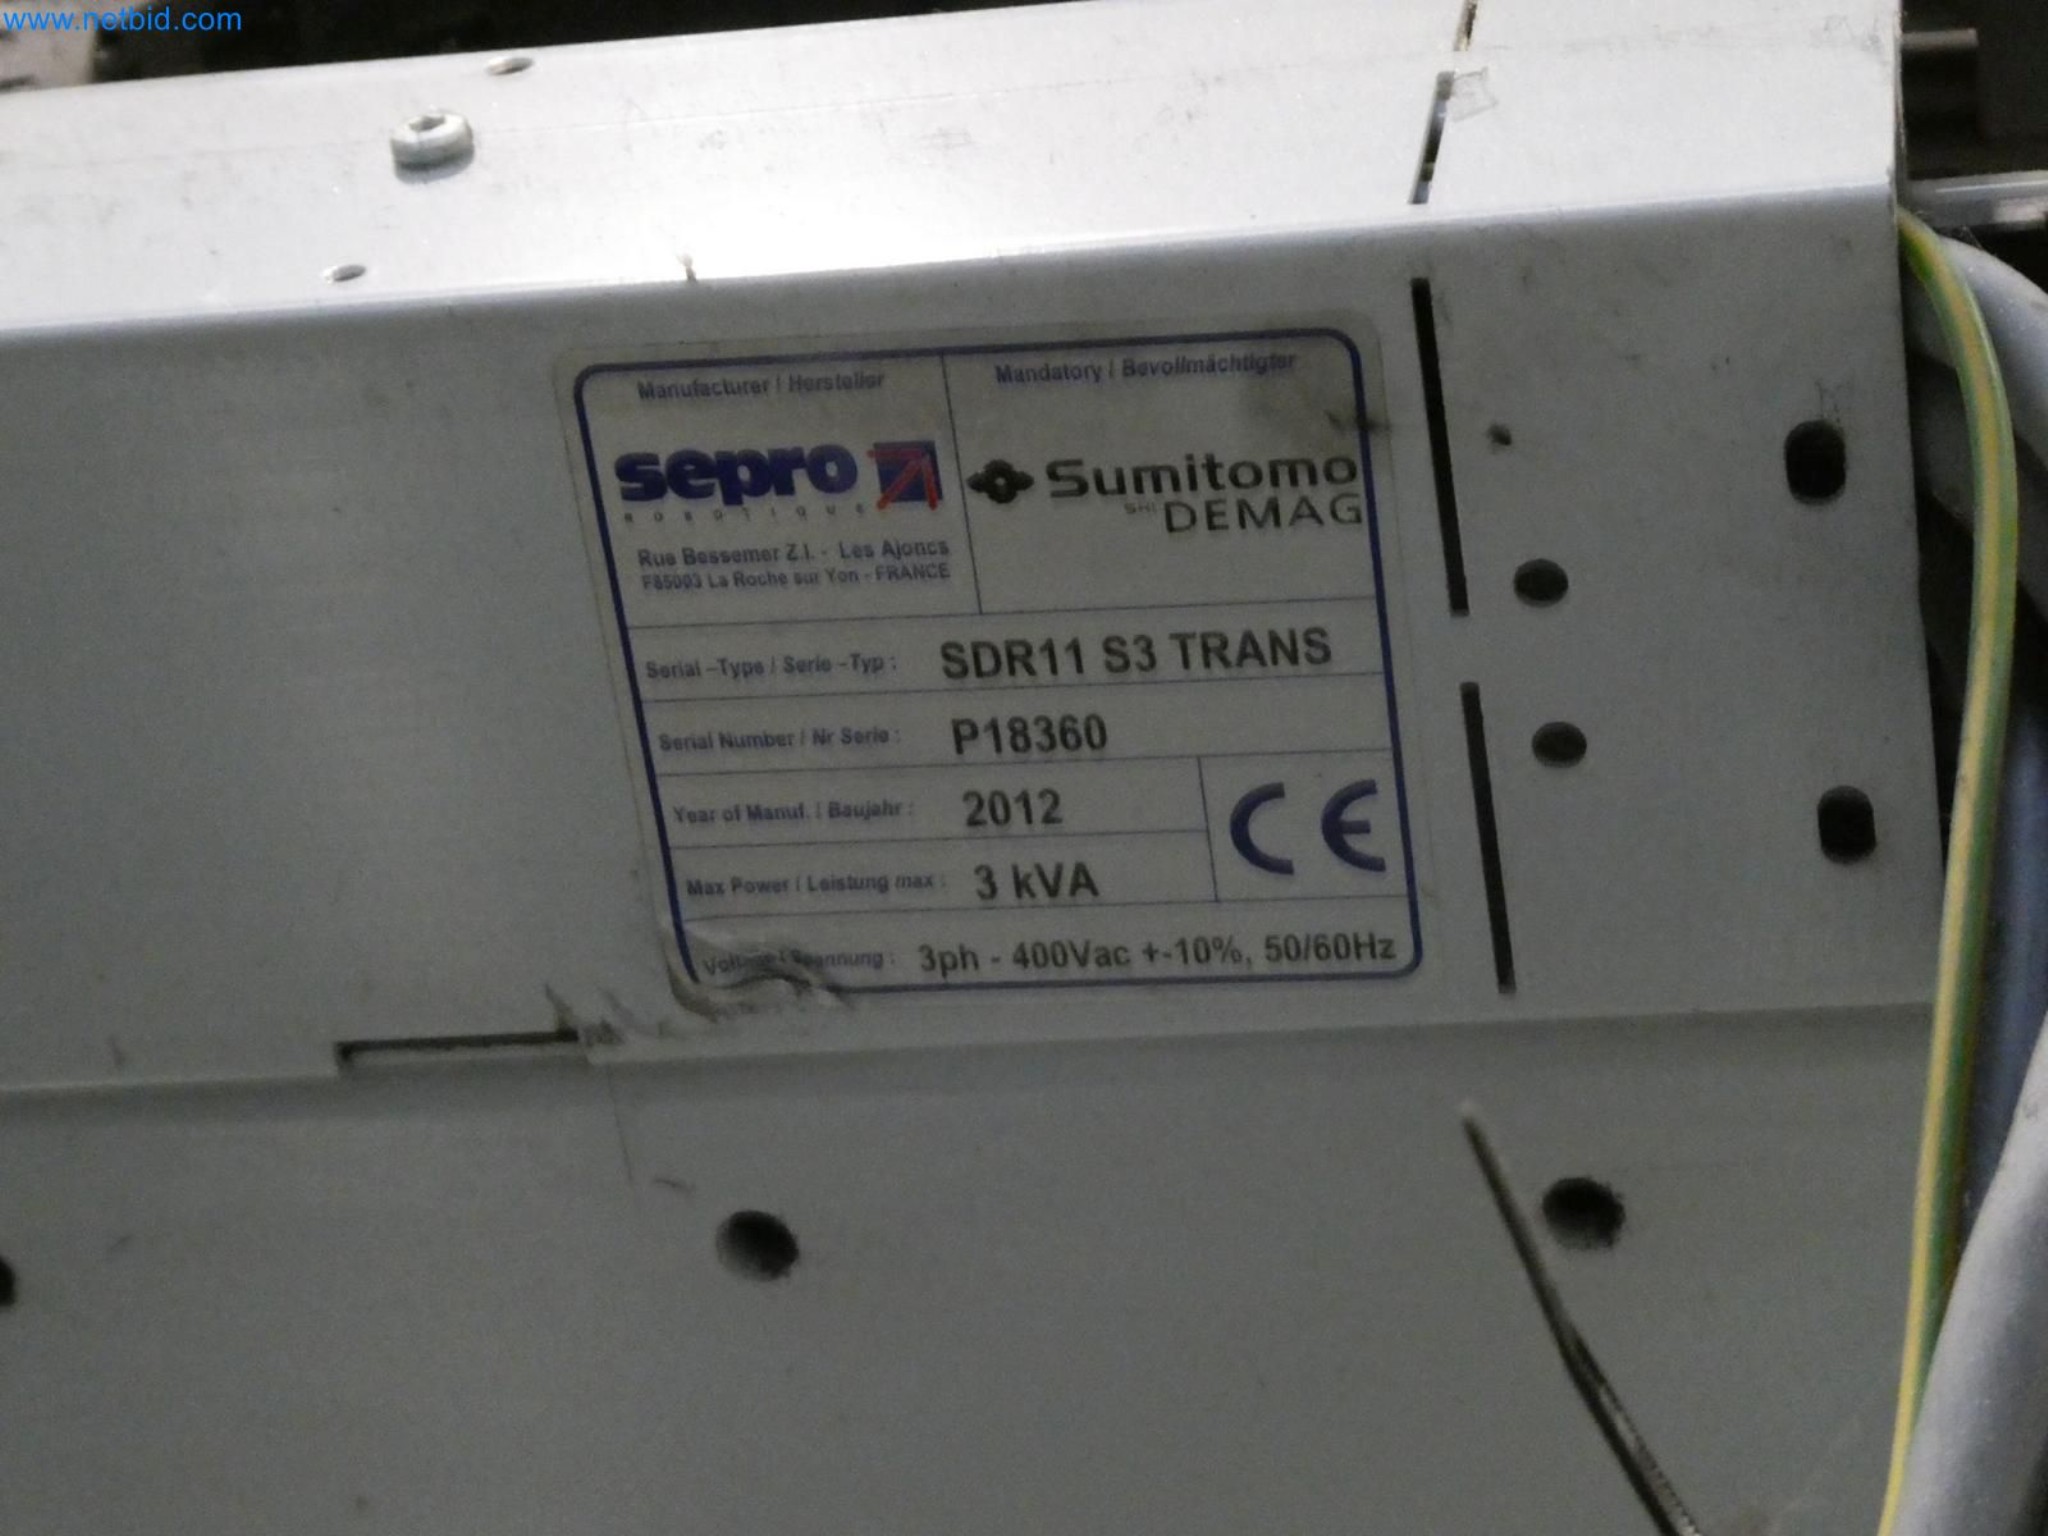 www.netbid.com
Manufacturer / Hersteller
Mandatory / Bevollmächtigter
sepro
ROBOTIQUE
Sumitomo
SHI DEMAG
Rue Bessemer Z.I. - Les Ajoncs
F85003 La Roche sur Yon - FRANCE
Serial -Type / Serie -Typ : SDR11 S3 TRANS
Serial Number / Nr Serie : P18360
Year of Manuf. / Baujahr : 2012
CE
Max Power / Leistung max : 3 kVA
Voltage / Spannung : 3ph - 400Vac +-10%, 50/60Hz